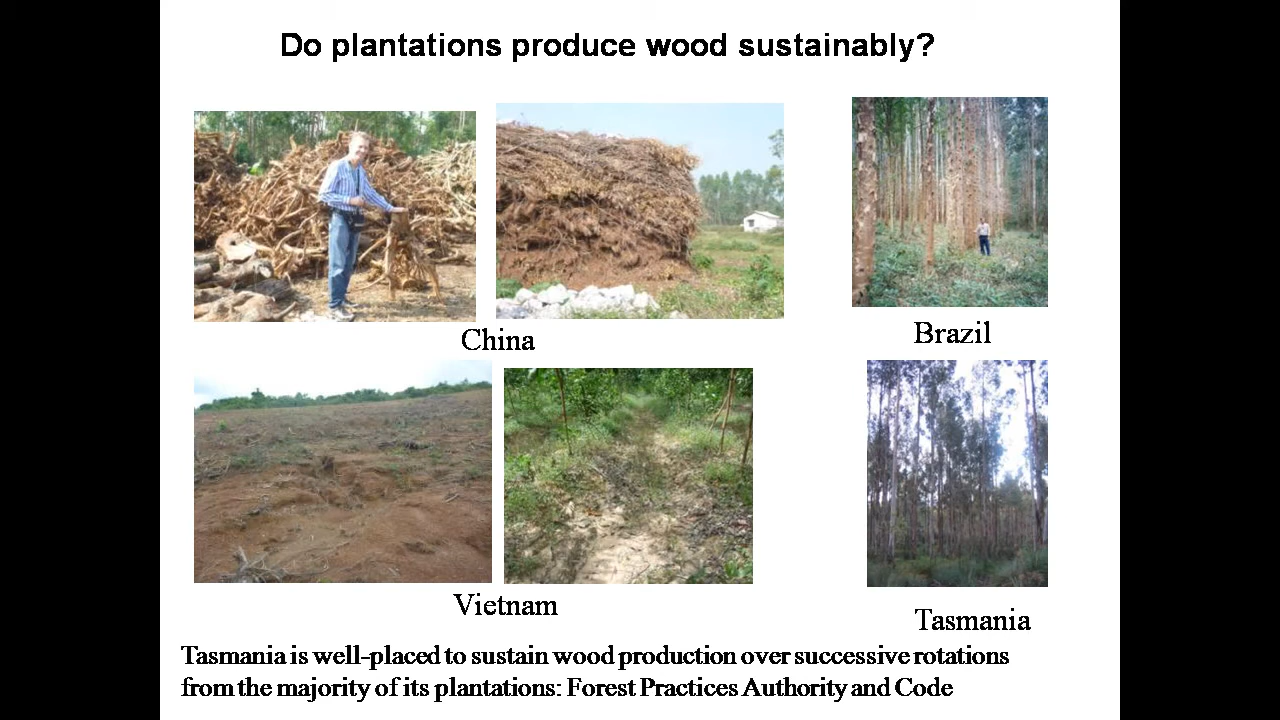 Do plantations produce wood sustainably?
China
Brazil
Vietnam
Tasmania
Tasmania is well-placed to sustain wood production over successive rotations
from the majority of its plantations: Forest Practices Authority and Code